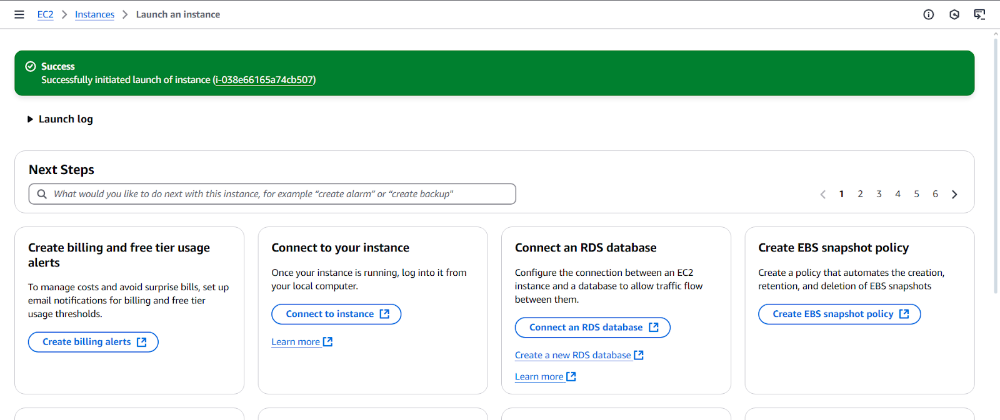 EC2 > Instances > Launch an instance
Success
Successfully initiated launch of instance (i-038e66165a74cb507)
Launch log
Next Steps
What would you like to do next with this instance, for example “create alarm” or “create backup"
1 2 3 4 5 6
Create billing and free tier usage
alerts
To manage costs and avoid surprise bills, set up
email notifications for billing and free tier
usage thresholds.
Create billing alerts
Connect to your instance
Once your instance is running, log into it from
your local computer.
Connect to instance
Learn more
Connect an RDS database
Configure the connection between an EC2
instance and a database to allow traffic flow
between them.
Connect an RDS database
Create a new RDS database
Learn more
Create EBS snapshot policy
Create a policy that automates the creation,
retention, and deletion of EBS snapshots
Create EBS snapshot policy